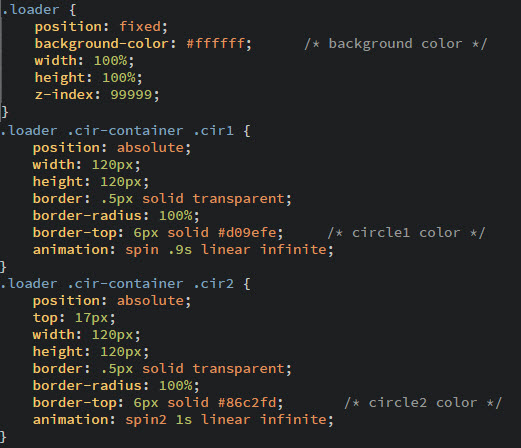 .loader {
position: fixed;
background-color: #ffffff; /* background color */
width: 100%;
height: 100%;
z-index: 99999;
}
.loader .cir-container .cir1 {
position: absolute;
width: 120px;
height: 120px;
border: .5px solid transparent;
border-radius: 100%;
border-top: 6px solid #d09efe; /* circle1 color */
animation: spin .9s linear infinite;
}
.loader .cir-container .cir2 {
position: absolute;
top: 17px;
width: 120px;
height: 120px;
border: .5px solid transparent;
border-radius: 100%;
border-top: 6px solid #86c2fd; /* circle2 color */
animation: spin2 1s linear infinite;
}